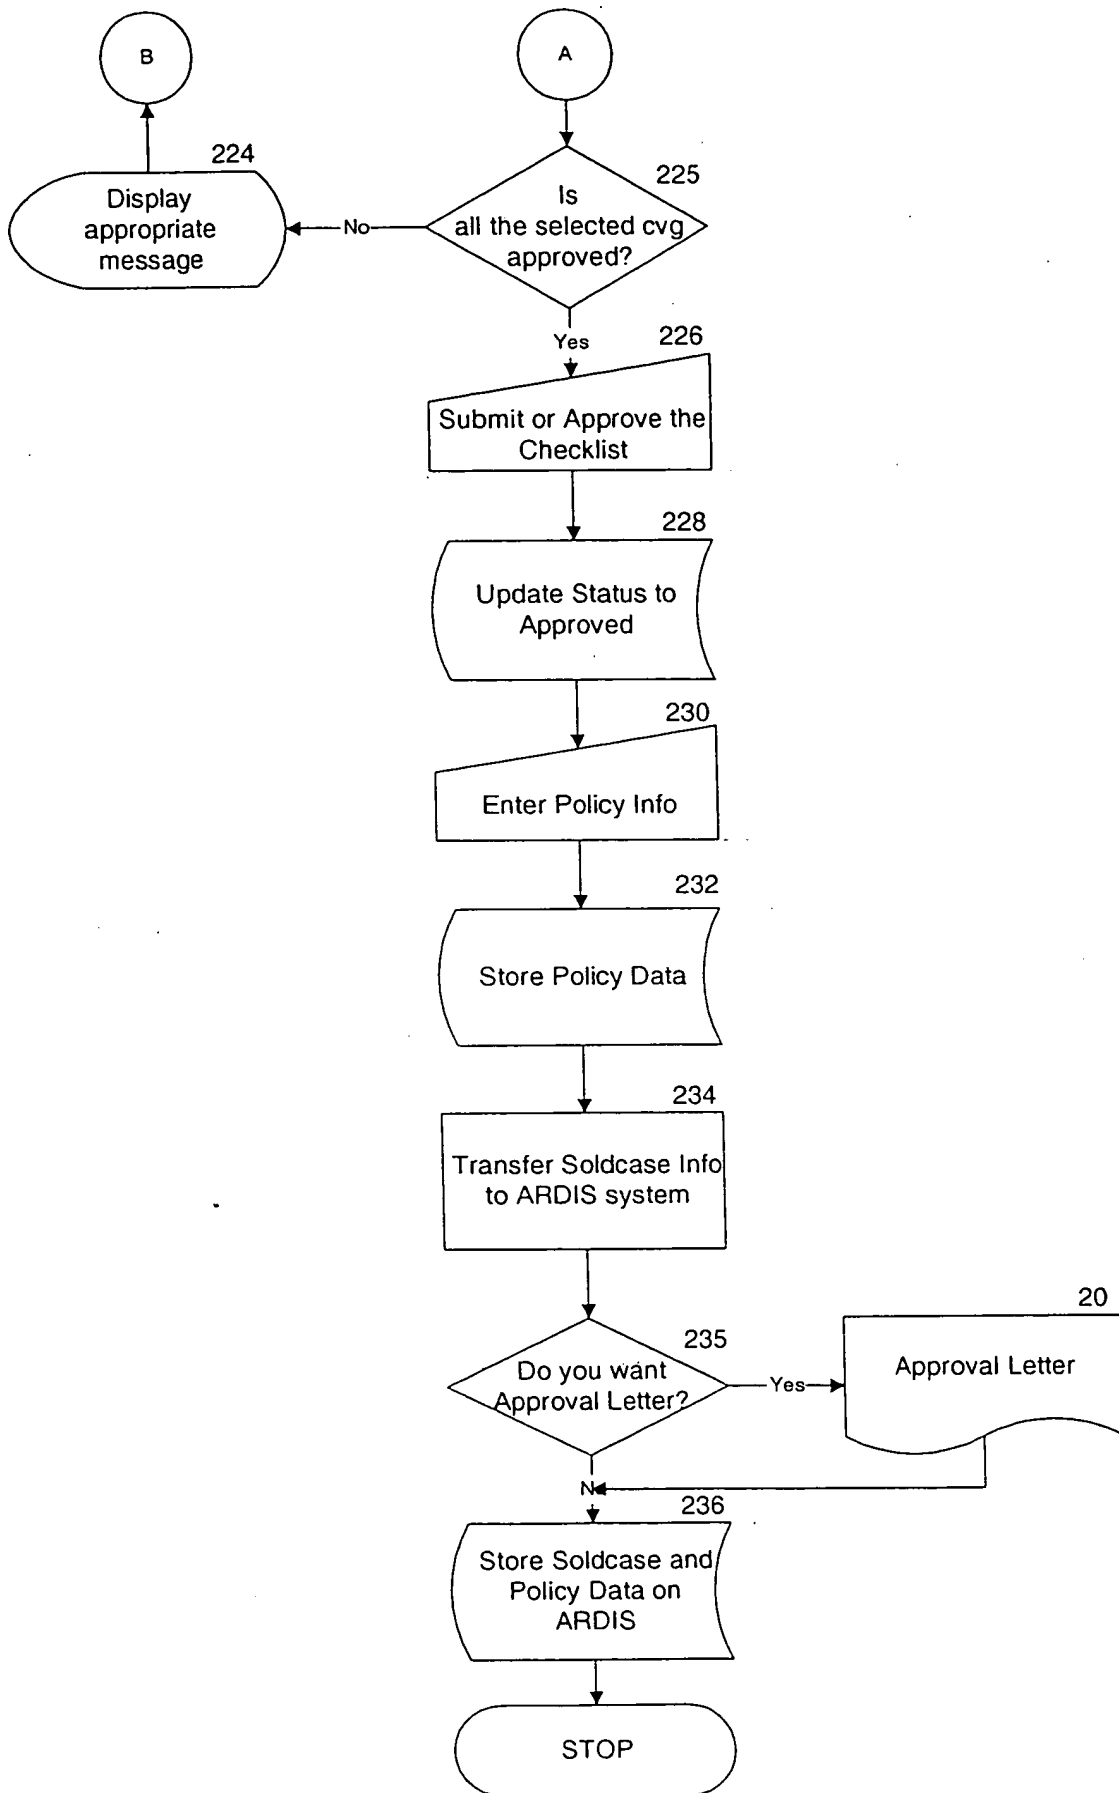 B
A
224
Display
appropriate
message
No
225
Is
all the selected cvg
approved?
Yes
226
Submit or Approve the
Checklist
228
Update Status to
Approved
230
Enter Policy Info
232
Store Policy Data
234
Transfer Soldcase Info
to ARDIS system
235
Do you want
Approval Letter?
Yes
20
Approval Letter
N
236
Store Soldcase and
Policy Data on
ARDIS
STOP